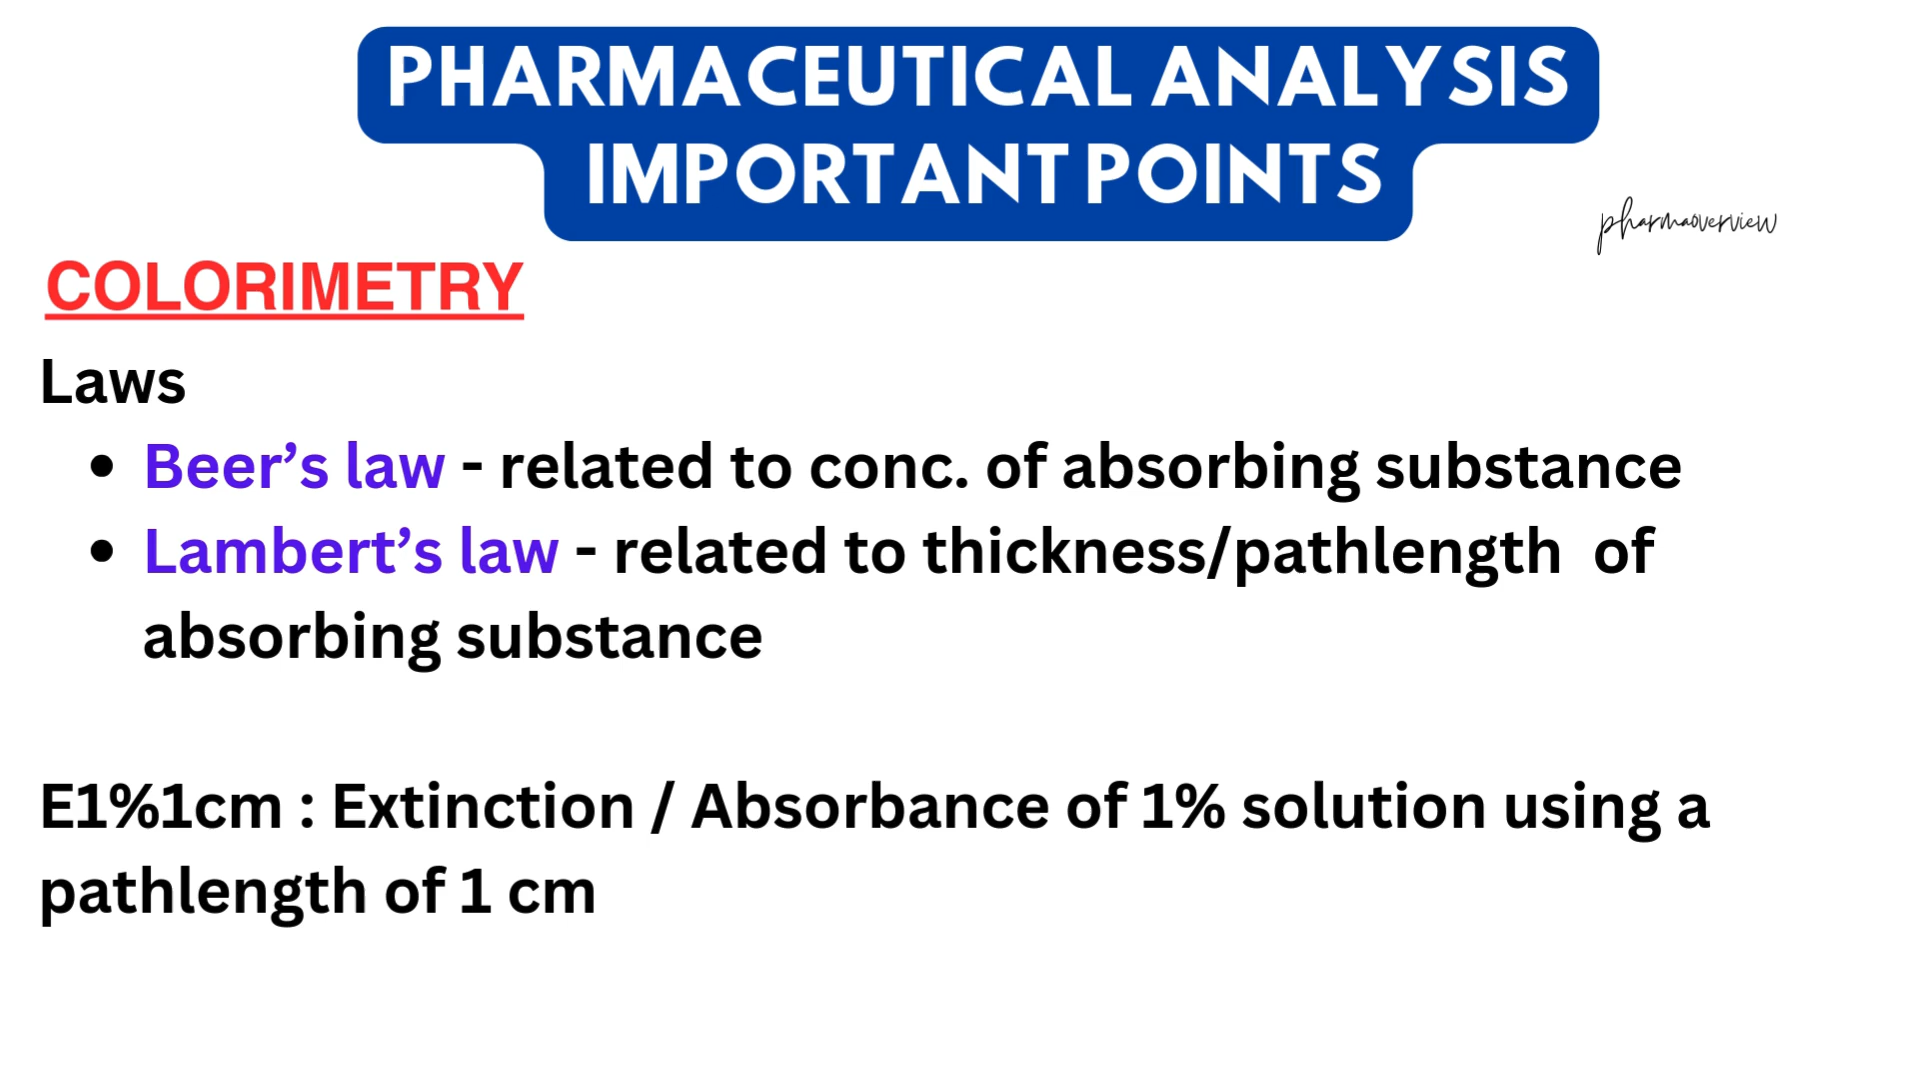 PHARMACEUTICAL ANALYSIS
IMPORTANT POINTS
pharmaoverview
COLORIMETRY
Laws
• Beer’s law - related to conc. of absorbing substance
• Lambert’s law - related to thickness/pathlength of
absorbing substance
E1%1cm : Extinction / Absorbance of 1% solution using a
pathlength of 1 cm